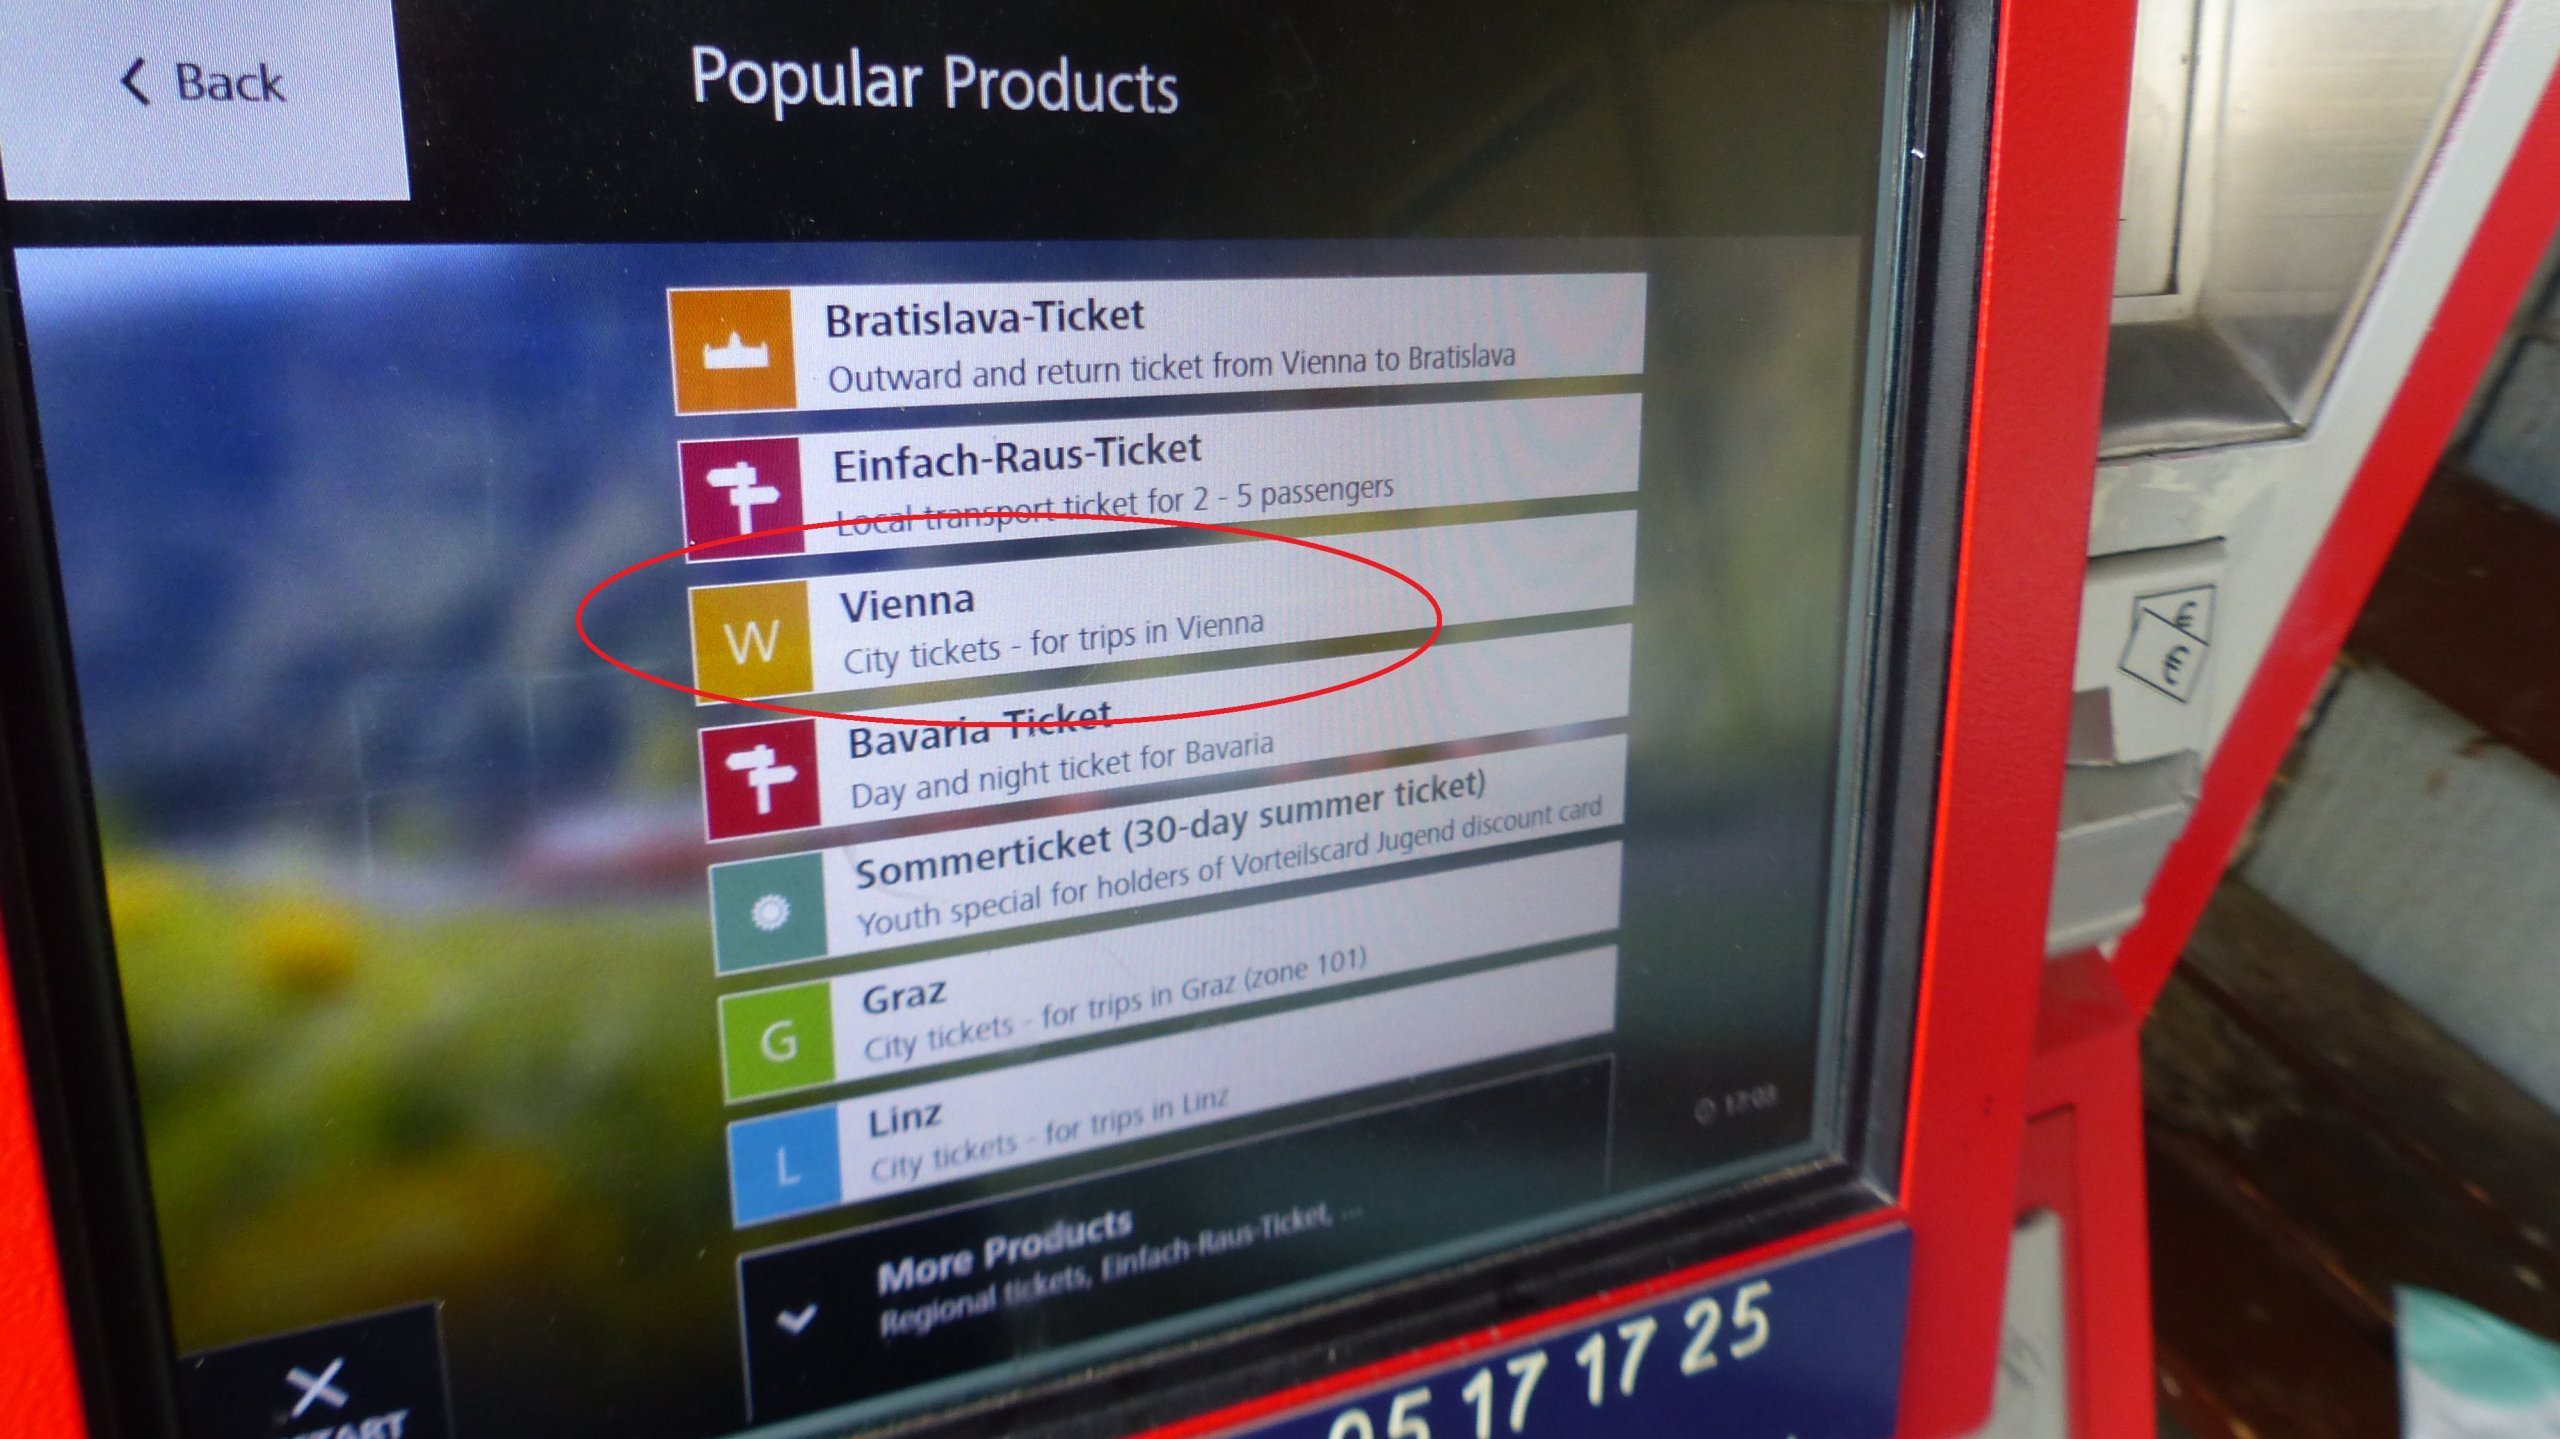 Back
Popular Products
Bratislava-Ticket
Outward and return ticket from Vienna to Bratislava
Einfach-Raus-Ticket
Local transport ticket for 2 - 5 passengers
W
Vienna
City tickets - for trips in Vienna
Bavaria Ticket
Day and night ticket for Bavaria
Sommerticket (30-day summer ticket)
Youth special for holders of Vorteilscard Jugend discount card
G
Graz
City tickets - for trips in Graz (zone 101)
L
Linz
City tickets - for trips in Linz
More Products
Regional tickets, Einfach-Raus-Ticket, ...
05 17 17 25